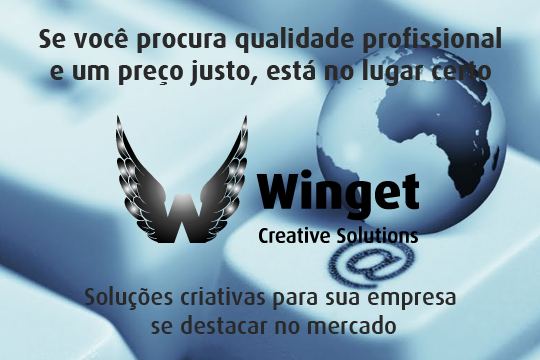 Se você procura qualidade profissional
e um preço justo, está no lugar certo
W
Winget
Creative Solutions
@
Soluções criativas para sua empresa
se destacar no mercado